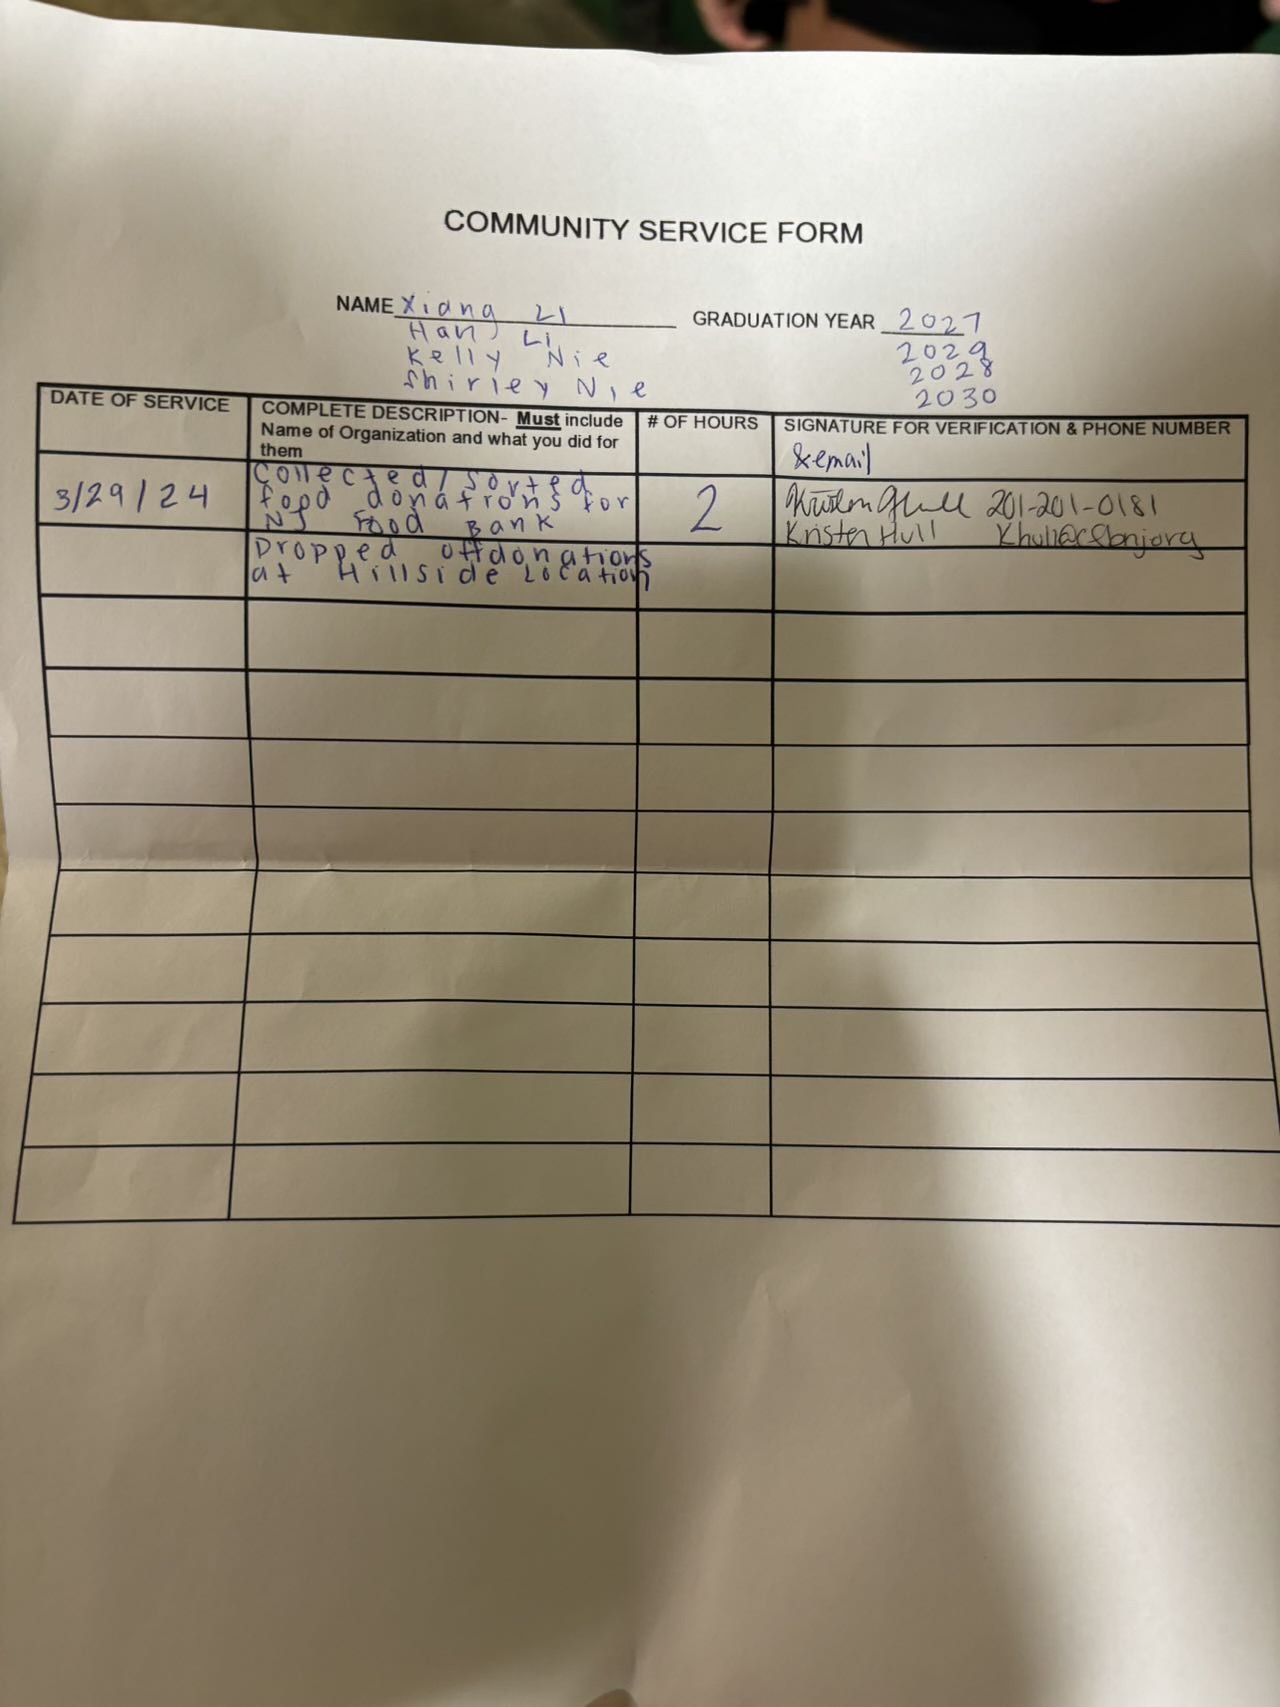 COMMUNITY SERVICE FORM
NAME Xiang Li GRADUATION YEAR 2027
Han Li 2029
Kelly Nie 2028
Shirley Nie 2030
DATE OF SERVICE
COMPLETE DESCRIPTION- Must include
Name of Organization and what you did for
them
# OF HOURS
SIGNATURE FOR VERIFICATION & PHONE NUMBER
& email
3/29/24
Collected / Sorted
food donations for
NJ Food Bank
2
201-201-0181
Kristen Hull
Dropped off donations
at Hillside Location